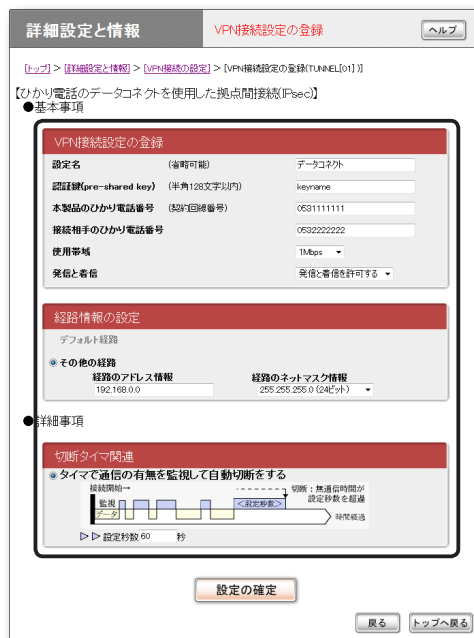 詳細設定と情報 VPN接続設定の登録 ヘルプ
[トップ] > [詳細設定と情報] > [VPN接続の設定] > [VPN接続設定の登録(TUNNEL[01] )]
【ひかり電話のデータコネクトを使用した拠点間接続(IPsec)】
●基本事項
VPN接続設定の登録
設定名 (省略可能) データコネクト
認証鍵(pre-shared key) (半角128文字以内) keyname
本製品のひかり電話番号 (契約回線番号) 0531111111
接続相手のひかり電話番号 0532222222
使用帯域 1Mbps
発信と着信 発信と着信を許可する
経路情報の設定
デフォルト経路
その他の経路
経路のアドレス情報 経路のネットマスク情報
192.168.0.0 255.255.255.0 (24ビット)
●詳細事項
切断タイマ関連
タイマで通信の有無を監視して自動切断をする
接続開始→ 切断：無通信時間が
設定秒数を超過
監視 <設定秒数>
データ 時間経過
▷▷設定秒数 60 秒
設定の確定
戻る トップへ戻る